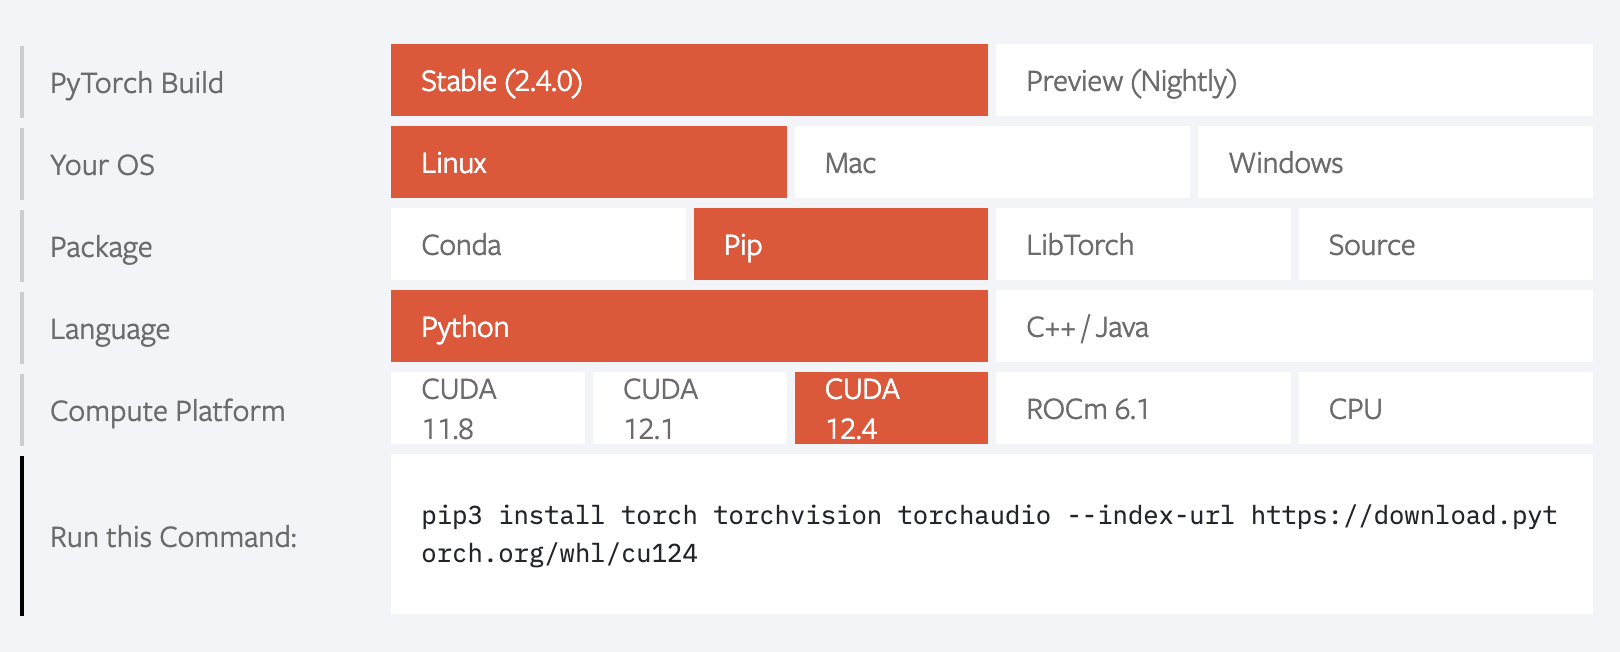 PyTorch Build
Stable (2.4.0)
Preview (Nightly)
Your OS
Linux
Mac
Windows
Package
Conda
Pip
LibTorch
Source
Language
Python
C++ / Java
Compute Platform
CUDA
11.8
CUDA
12.1
CUDA
12.4
ROCm 6.1
CPU
Run this Command:
pip3 install torch torchvision torchaudio --index-url https://download.pyt
orch.org/whl/cu124